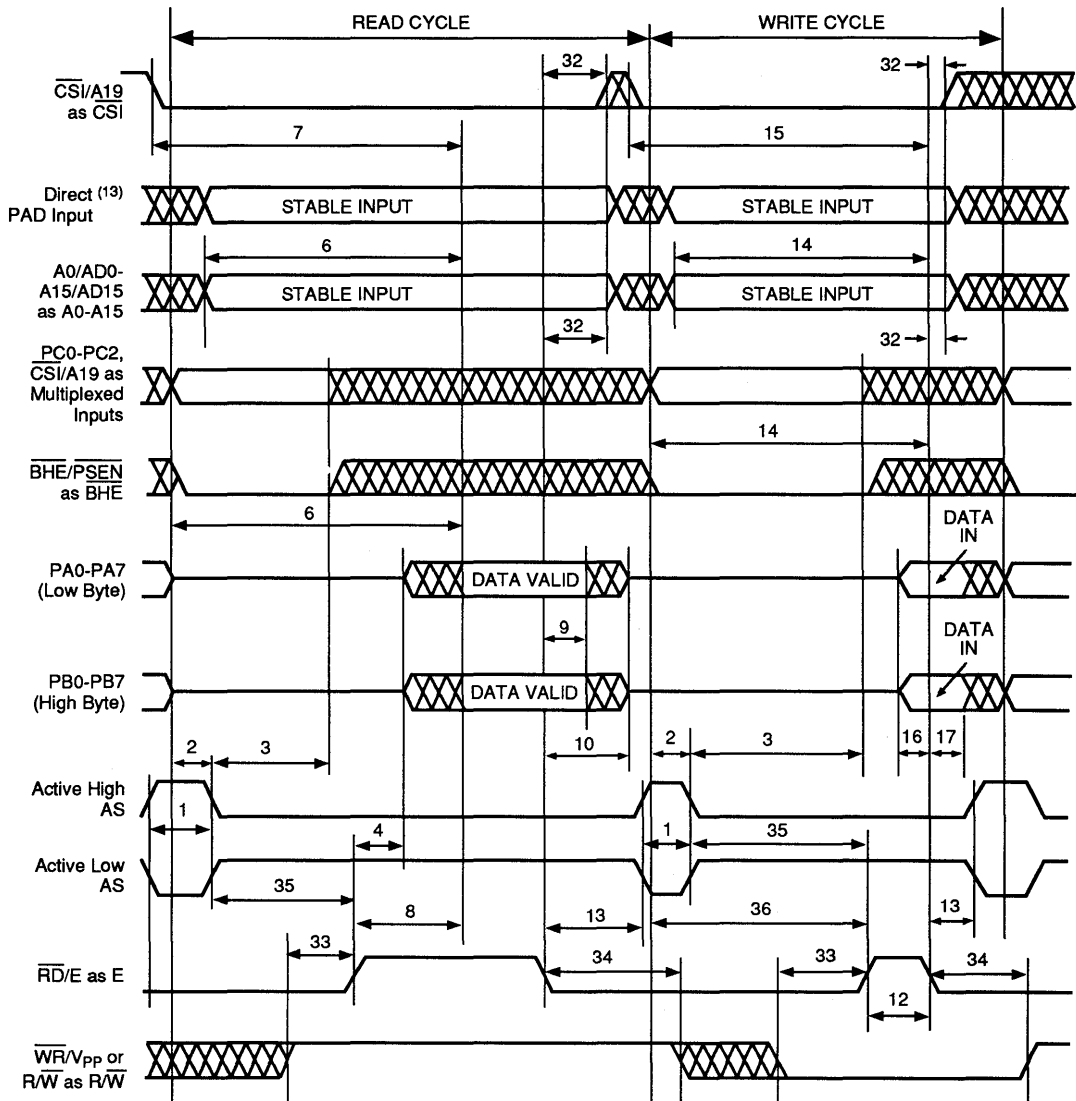 READ CYCLE WRITE CYCLE
32 32
CSI/A19
as CSI
7 15
Direct (13)
PAD Input
STABLE INPUT STABLE INPUT
6 14
A0/AD0-
A15/AD15
as A0-A15
STABLE INPUT STABLE INPUT
32 32
PC0-PC2,
CSI/A19 as
Multiplexed
Inputs
14
BHE/PSEN
as BHE
6
DATA
IN
PA0-PA7
(Low Byte)
DATA VALID
9
DATA
IN
PB0-PB7
(High Byte)
DATA VALID
2 3 10 2 3 16 17
Active High
AS
1 4 1 35
Active Low
AS
35 8 13 36 13
33 34 33 34
RD/E as E
12
WR/VPP or
R/W as R/W